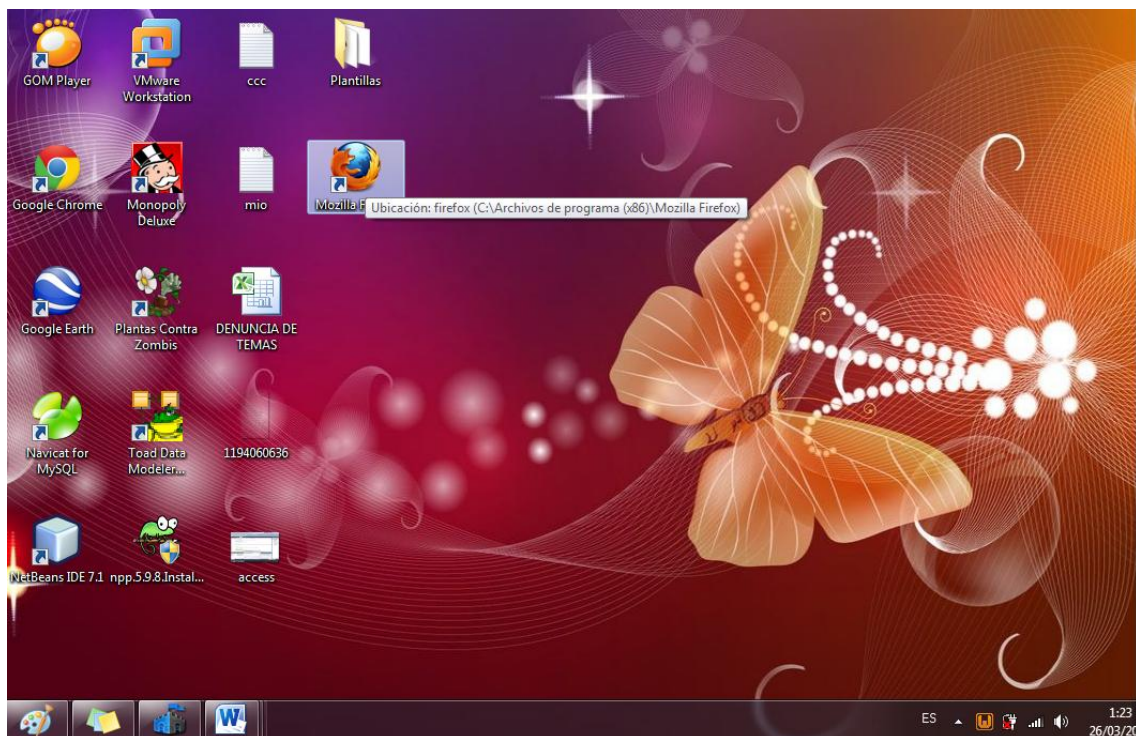 GOM Player
VMware
Workstation
ccc
Plantillas
Google Chrome
Monopoly
Deluxe
mio
Mozilla F
Ubicación: firefox (C:\Archivos de programa (x86)\Mozilla Firefox)
Google Earth
Plantas Contra
Zombis
DENUNCIA DE
TEMAS
Navicat for
MySQL
Toad Data
Modeler...
1194060636
NetBeans IDE 7.1
npp.5.9.8.Instal...
access
ES
1:23
26/03/20